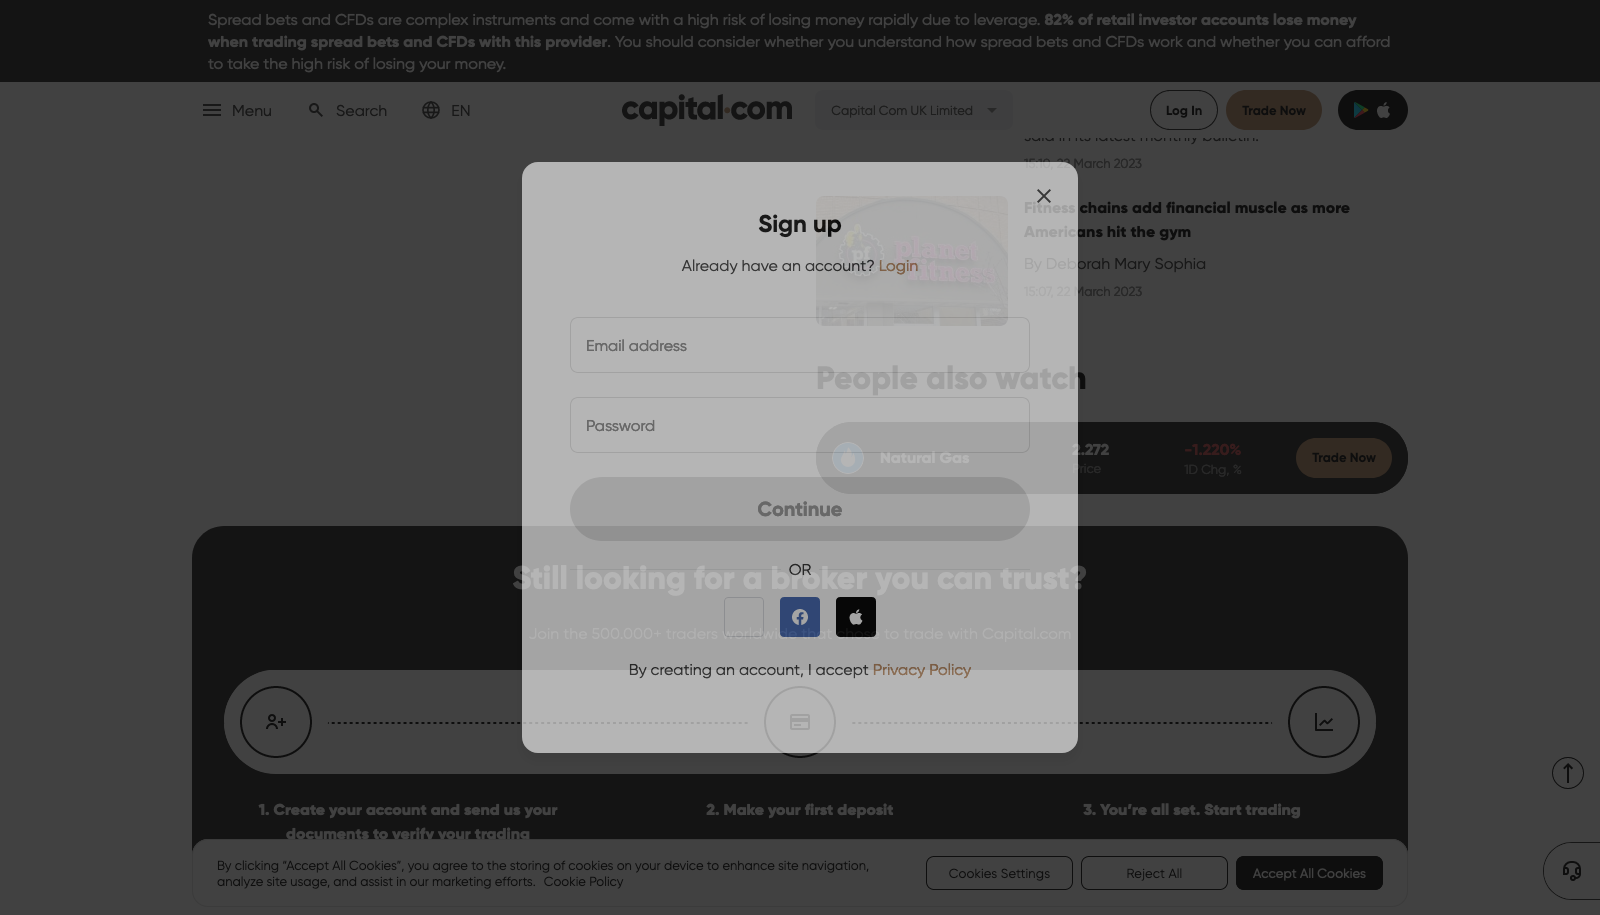 Spread bets and CFDs are complex instruments and come with a high risk of losing money rapidly due to leverage. 82% of retail investor accounts lose money
when trading spread bets and CFDs with this provider. You should consider whether you understand how spread bets and CFDs work and whether you can afford
to take the high risk of losing your money.
Menu
Search
EN
capital.com
Capital Com UK Limited
Log In
Trade Now
said in its latest monthly bulletin.
15:10, 22 March 2023
Fitness chains add financial muscle as more
Americans hit the gym
By Deborah Mary Sophia
15:07, 22 March 2023
planet
fitness
Sign up
Already have an account? Login
Email address
Password
Continue
OR
By creating an account, I accept Privacy Policy
People also watch
Natural Gas
2.272
Price
-1.220%
1D Chg, %
Trade Now
Still looking for a broker you can trust?
Join the 500.000+ traders worldwide that chose to trade with Capital.com
1. Create your account and send us your
documents to verify your trading
2. Make your first deposit
3. You're all set. Start trading
By clicking “Accept All Cookies”, you agree to the storing of cookies on your device to enhance site navigation,
analyze site usage, and assist in our marketing efforts. Cookie Policy
Cookies Settings
Reject All
Accept All Cookies